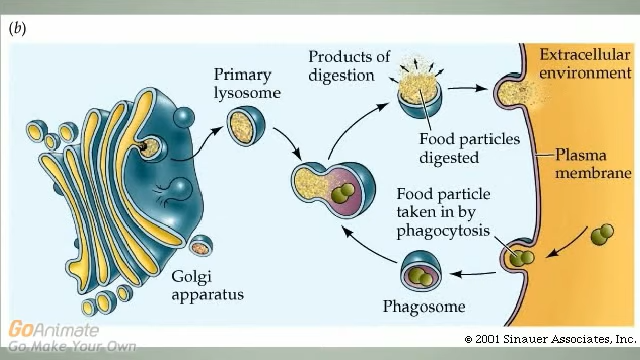 (b)
Products of
digestion
Extracellular
environment
Primary
lysosome
Food particles
digested
Plasma
membrane
Food particle
taken in by
phagocytosis
Golgi
apparatus
Phagosome
GoAnimate
Go Make Your Own
© 2001 Sinauer Associates, Inc.